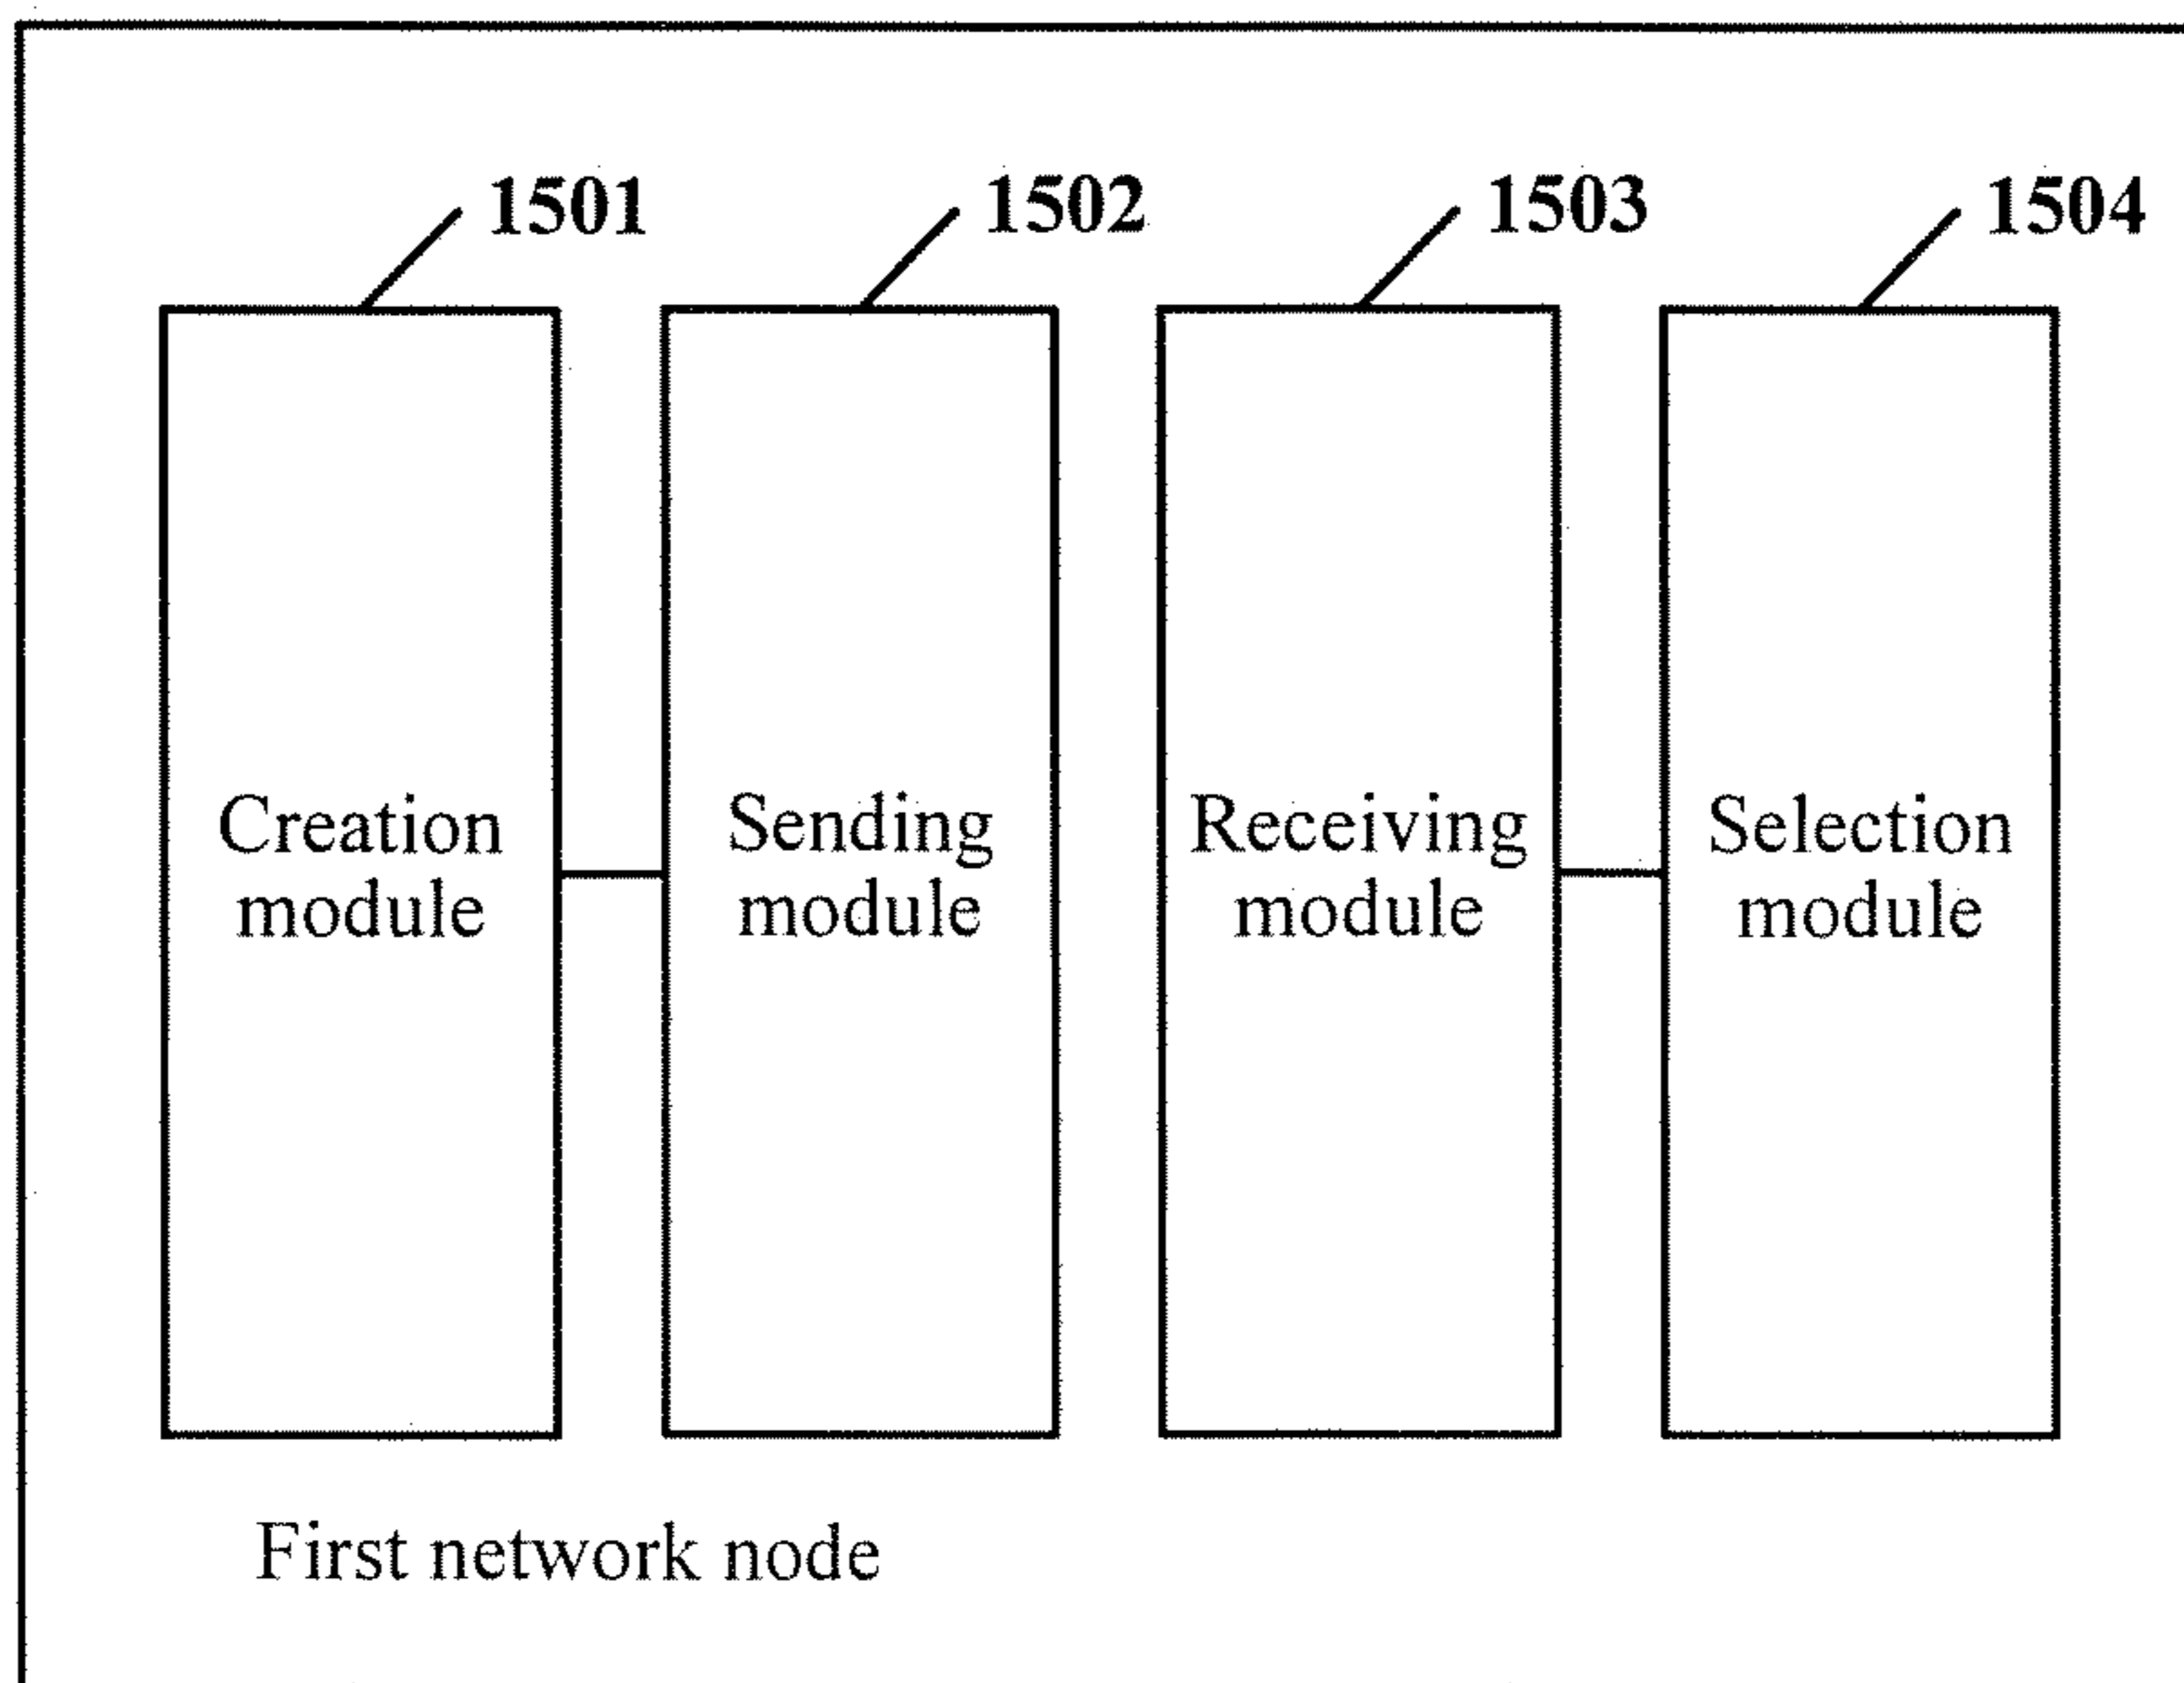 1501
1502
1503
1504
Creation
module
Sending
module
Receiving
module
Selection
module
First network node